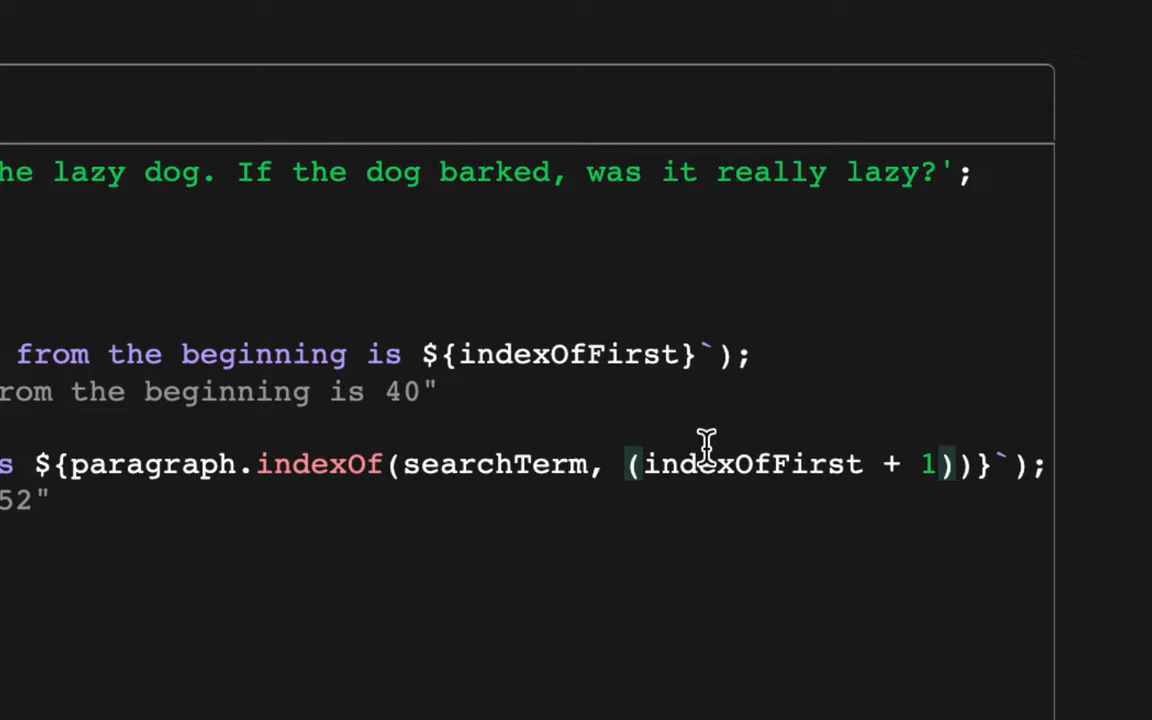 he lazy dog. If the dog barked, was it really lazy?';
from the beginning is ${indexOfFirst}`);
rom the beginning is 40"
s ${paragraph.indexOf(searchTerm, (indexOfFirst + 1))}`);
52"